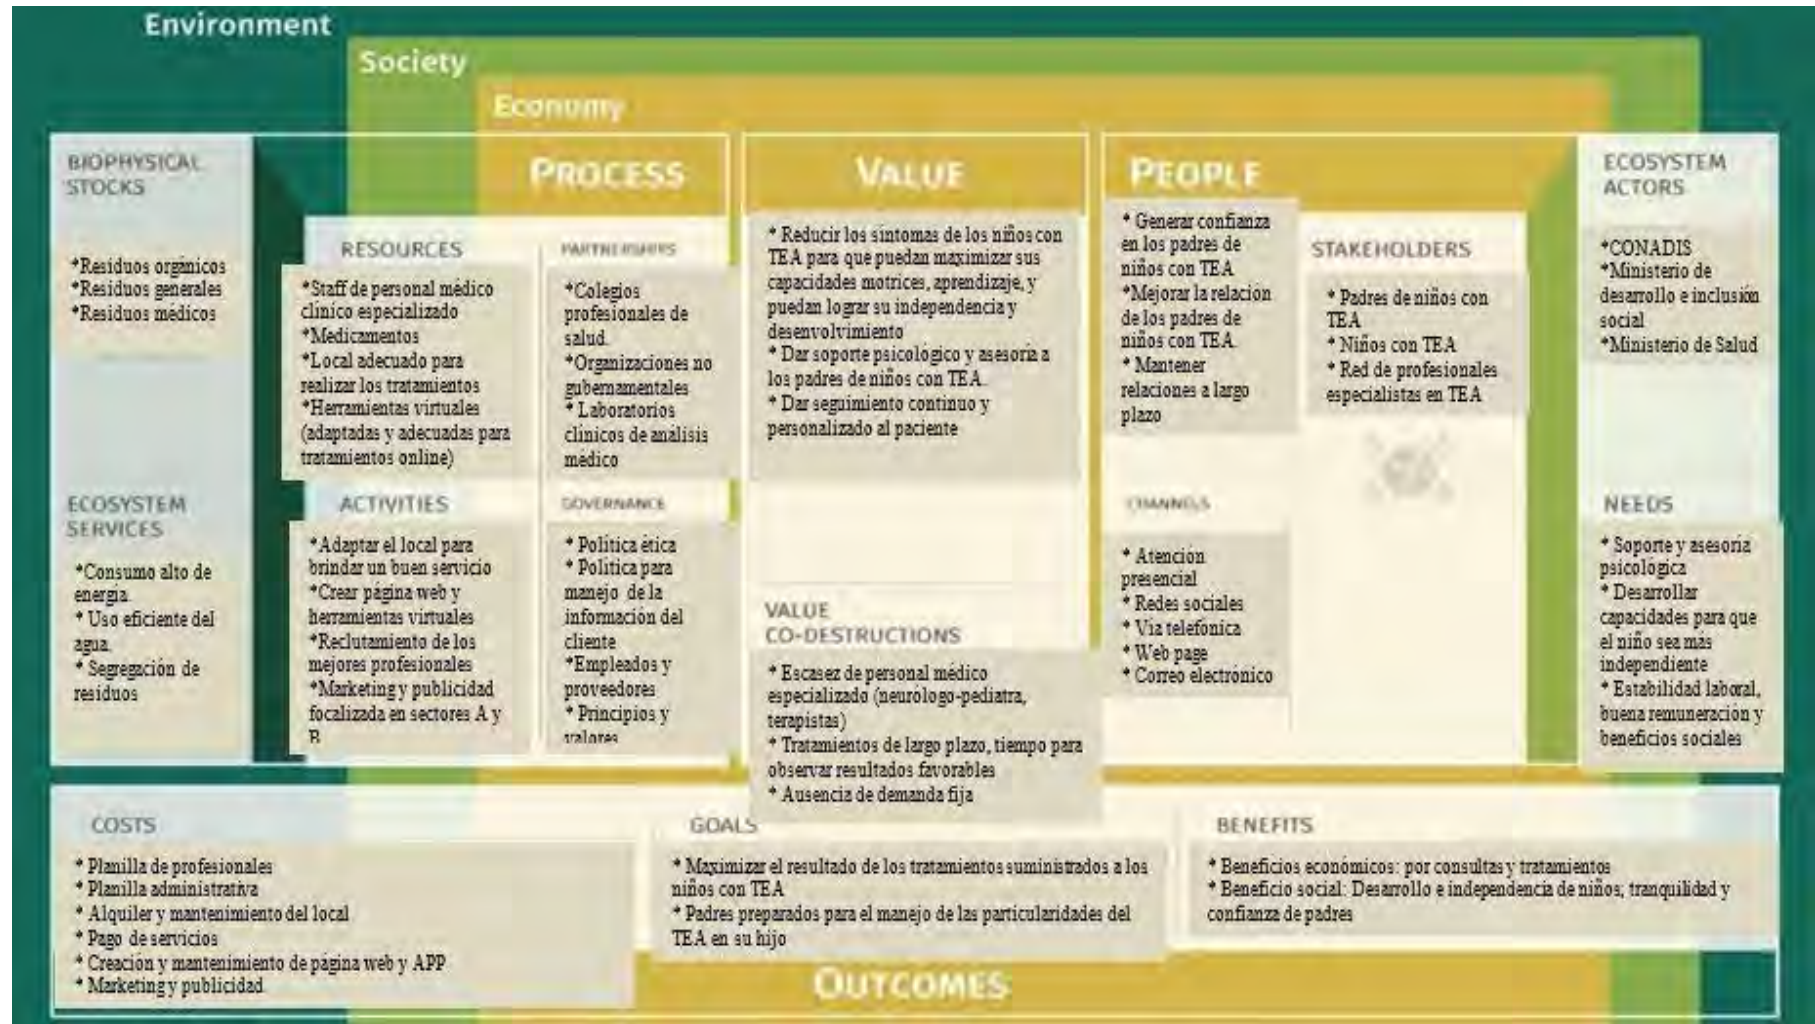 Environment
Society
Economy
BIOPHYSICAL
STOCKS
*Residuos orgánicos
*Residuos generales
*Residuos médicos
ECOSYSTEM
SERVICES
*Consumo alto de
energia.
* Uso eficiente del
agua.
* Segregación de
residuos
PROCESS
RESOURCES
*Staff de personal médico
clínico especializado
*Medicamentos
*Local adecuado para
realizar los tratamientos
*Herramientas virtuales
(adaptadas y adecuadas para
tratamientos online)
PARTNERSHIPS
*Colegios
profesionales de
salud.
*Organizaciones no
gubernamentales
* Laboratorios
clínicos de análisis
médico
ACTIVITIES
*Adaptar el local para
brindar un buen servicio
*Crear página web y
herramientas virtuales
*Reclutamiento de los
mejores profesionales
*Marketing y publicidad
focalizada en sectores A y
B
GOVERNANCE
* Política ética
* Política para
manejo de la
información del
cliente
*Empleados y
proveedores
* Principios y
valores
VALUE
* Reducir los síntomas de los niños con
TEA para que puedan maximizar sus
capacidades motrices, aprendizaje, y
puedan lograr su independencia y
desenvolvimiento
* Dar soporte psicológico y asesoría a
los padres de niños con TEA.
* Dar seguimiento continuo y
personalizado al paciente
VALUE
CO-DESTRUCTIONS
* Escasez de personal médico
especializado (neurólogo-pediatra,
terapistas)
* Tratamientos de largo plazo, tiempo para
observar resultados favorables
* Ausencia de demanda fija
PEOPLE
* Generar confianza
en los padres de
niños con TEA
*Mejorar la relación
de los padres de
niños con TEA.
* Mantener
relaciones a largo
plazo
STAKEHOLDERS
* Padres de niños con
TEA
* Niños con TEA
* Red de profesionales
especialistas en TEA
CHANNELS
* Atención
presencial
* Redes sociales
* Vía telefónica
* Web page
* Correo electrónico
ECOSYSTEM
ACTORS
*CONADIS
*Ministerio de
desarrollo e inclusión
social
*Ministerio de Salud
NEEDS
* Soporte y asesoría
psicológica
* Desarrollar
capacidades para que
el niño sea más
independiente
* Estabilidad laboral,
buena remuneración y
beneficios sociales
COSTS
* Planilla de profesionales
* Planilla administrativa
* Alquiler y mantenimiento del local
* Pago de servicios
* Creación y mantenimiento de página web y APP
* Marketing y publicidad
GOALS
* Maximizar el resultado de los tratamientos suministrados a los
niños con TEA
* Padres preparados para el manejo de las particularidades del
TEA en su hijo
BENEFITS
* Beneficios económicos: por consultas y tratamientos
* Beneficio social: Desarrollo e independencia de niños; tranquilidad y
confianza de padres
OUTCOMES